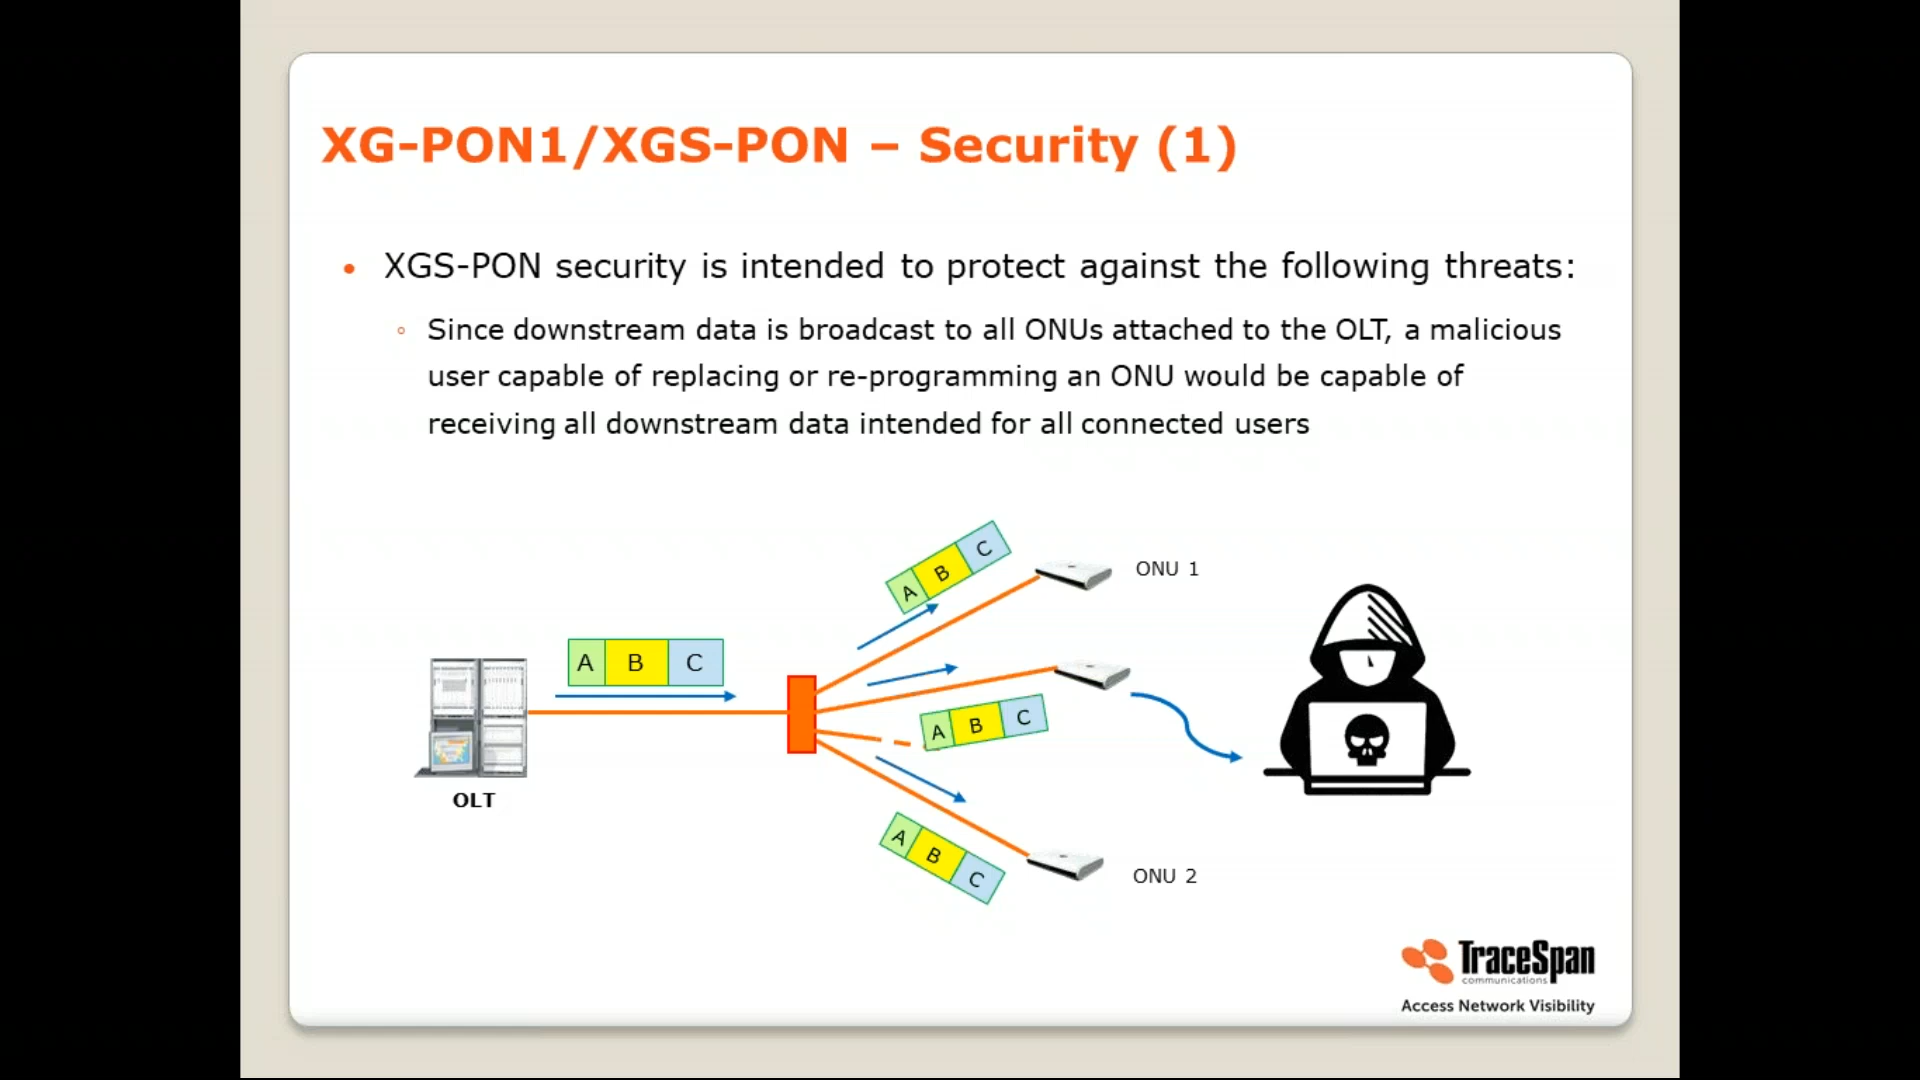 XG-PON1/XGS-PON – Security (1)
• XGS-PON security is intended to protect against the following threats:
◦ Since downstream data is broadcast to all ONUs attached to the OLT, a malicious
user capable of replacing or re-programming an ONU would be capable of
receiving all downstream data intended for all connected users
A B C
ONU 1
A B C
A B C
OLT
A B C
ONU 2
TraceSpan
communications
Access Network Visibility